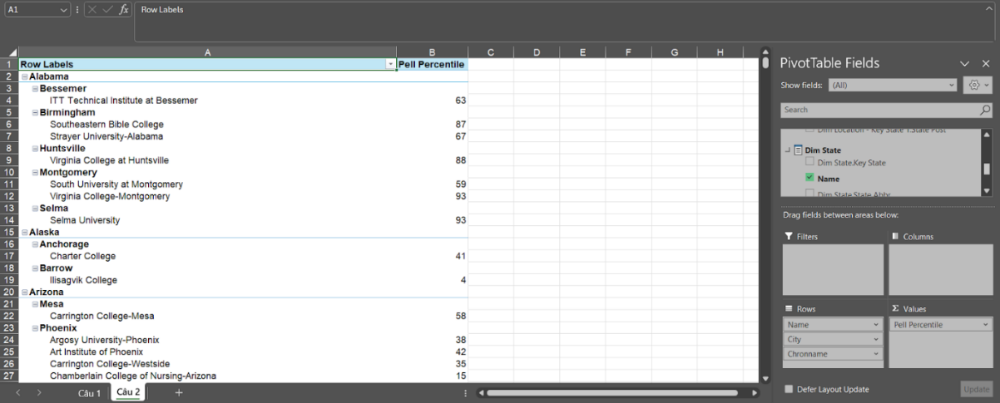 A1
fx
Row Labels
A B C D E F G H
1 Row Labels Pell Percentile
2 Alabama
3 Bessemer
4 ITT Technical Institute at Bessemer 63
5 Birmingham
6 Southeastern Bible College 87
7 Strayer University-Alabama 67
8 Huntsville
9 Virginia College at Huntsville 88
10 Montgomery
11 South University at Montgomery 59
12 Virginia College-Montgomery 93
13 Selma
14 Selma University 93
15 Alaska
16 Anchorage
17 Charter College 41
18 Barrow
19 Ilisagvik College 4
20 Arizona
21 Mesa
22 Carrington College-Mesa 58
23 Phoenix
24 Argosy University-Phoenix 38
25 Art Institute of Phoenix 42
26 Carrington College-Westside 35
27 Chamberlain College of Nursing-Arizona 15
Câu 1 Câu 2
PivotTable Fields
Show fields: (All)
Search
Dim Location - Key State 1.State Post
Dim State
Dim State.Key State
Name
Dim State.State Abbr
Drag fields between areas below:
Filters Columns
Rows Σ Values
Name Pell Percentile
City
Chronname
Defer Layout Update Update